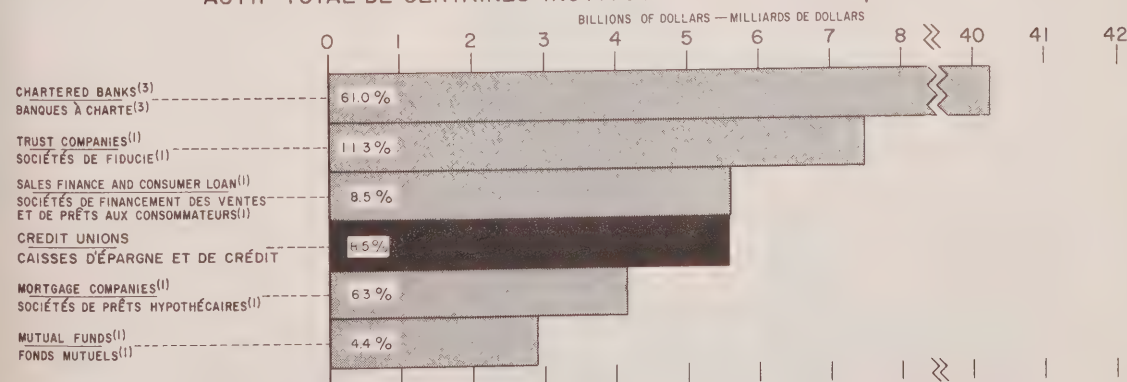 ACTIF TOTAL DE CERTAINES
BILLIONS OF DOLLARS — MILLIARDS DE DOLLARS
0 1 2 3 4 5 6 7 8 40 41 42
CHARTERED BANKS(3)
BANQUES À CHARTE(3)
61.0 %
TRUST COMPANIES(1)
SOCIÉTÉS DE FIDUCIE(1)
11 3 %
SALES FINANCE AND CONSUMER LOAN(1)
SOCIÉTÉS DE FINANCEMENT DES VENTES
ET DE PRÊTS AUX CONSOMMATEURS(1)
8.5 %
CREDIT UNIONS
CAISSES D'ÉPARGNE ET DE CRÉDIT
MORTGAGE COMPANIES(1)
SOCIÉTÉS DE PRÊTS HYPOTHÉCAIRES(1)
6 3 %
MUTUAL FUNDS(1)
FONDS MUTUELS(1)
4.4 %